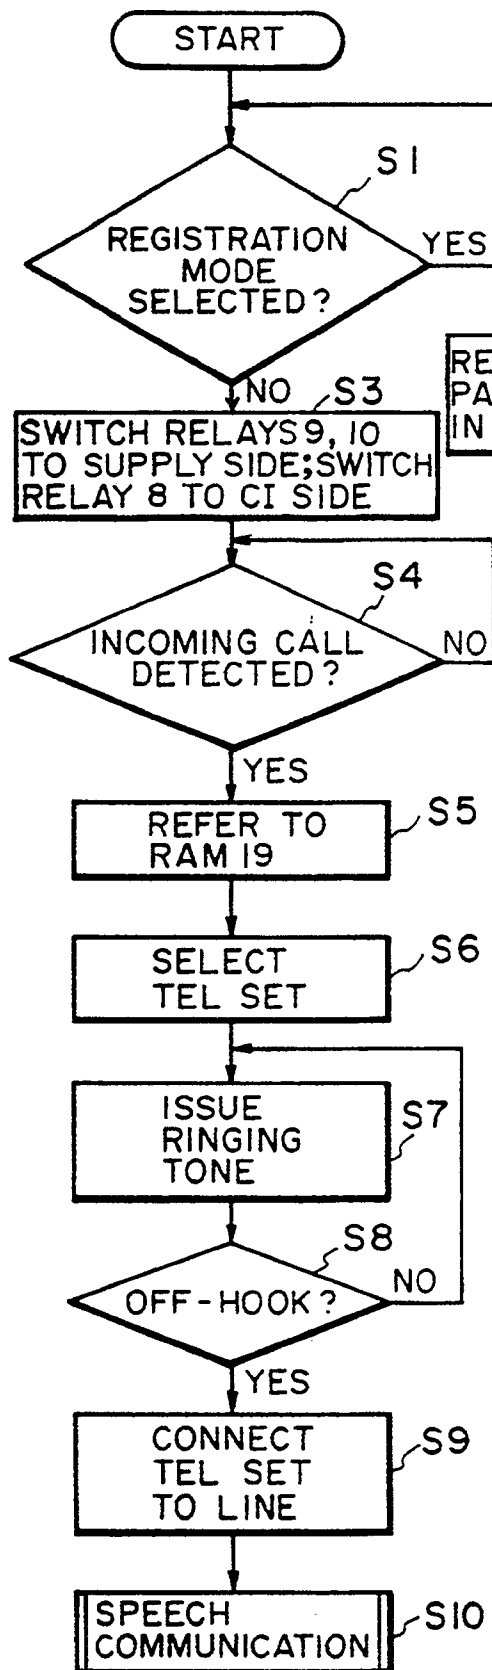 START
S1
REGISTRATION
MODE
SELECTED?
YES
NO
S3
SWITCH RELAYS 9, 10
TO SUPPLY SIDE;SWITCH
RELAY 8 TO CI SIDE
IN
S4
INCOMING CALL
DETECTED?
NO
YES
REFER TO
RAM 19
S5
SELECT
TEL SET
S6
ISSUE
RINGING
TONE
S7
S8
OFF-HOOK?
NO
YES
CONNECT
TEL SET
TO LINE
S9
SPEECH
COMMUNICATION
S10